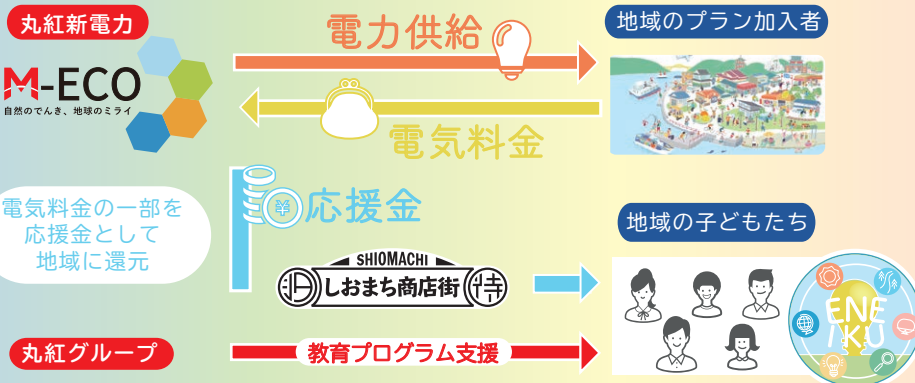 丸紅新電力
電力供給
地域のプラン加入者
M-ECO
自然のでんき、地球のミライ
電気料金
電気料金の一部を
応援金として
地域に還元
¥
応援金
地域の子どもたち
SHIOMACHI
汐 しおまち商店街 待
ENE
IKU
丸紅グループ
教育プログラム支援